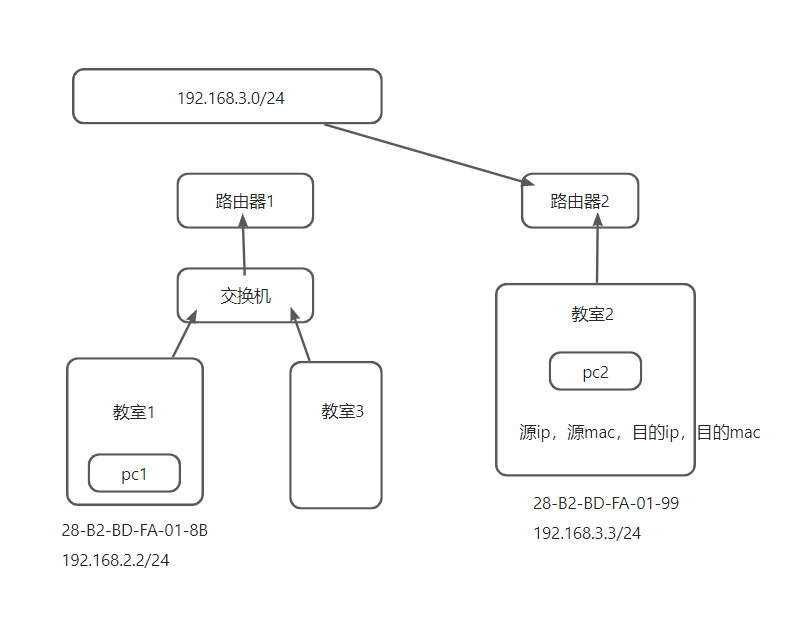 192.168.3.0/24
路由器1
路由器2
交换机
教室2
pc2
教室1
教室3
源ip，源mac，目的ip，目的mac
pc1
28-B2-BD-FA-01-99
28-B2-BD-FA-01-8B
192.168.3.3/24
192.168.2.2/24